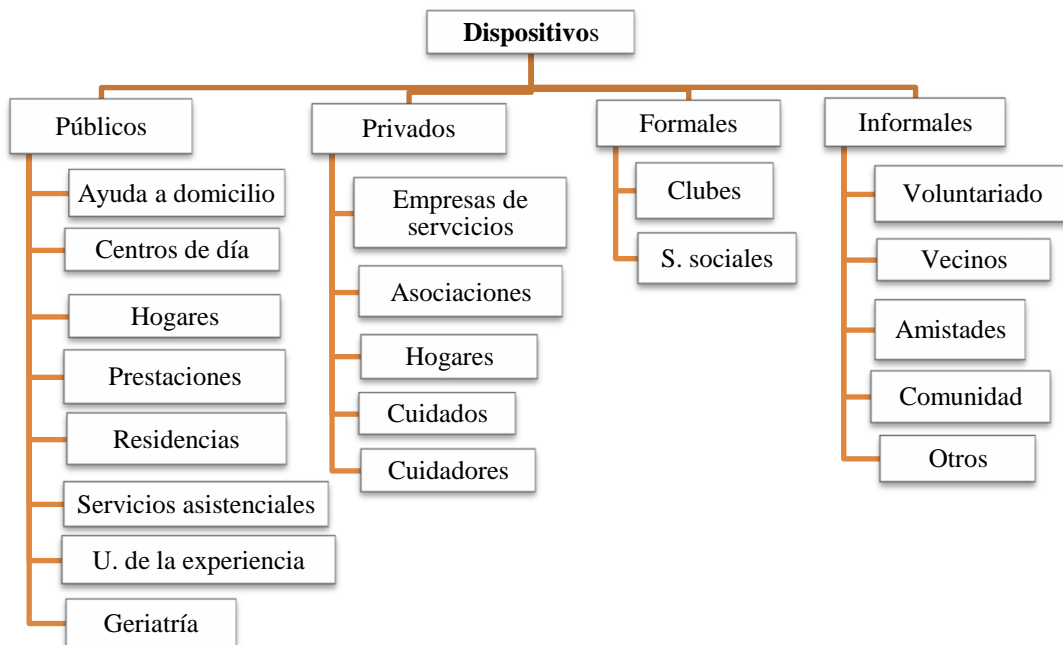 Dispositivos
Públicos
Ayuda a domicilio
Centros de día
Hogares
Prestaciones
Residencias
Servicios asistenciales
U. de la experiencia
Geriatría
Privados
Empresas de
servcicios
Asociaciones
Hogares
Cuidados
Cuidadores
Formales
Clubes
S. sociales
Informales
Voluntariado
Vecinos
Amistades
Comunidad
Otros